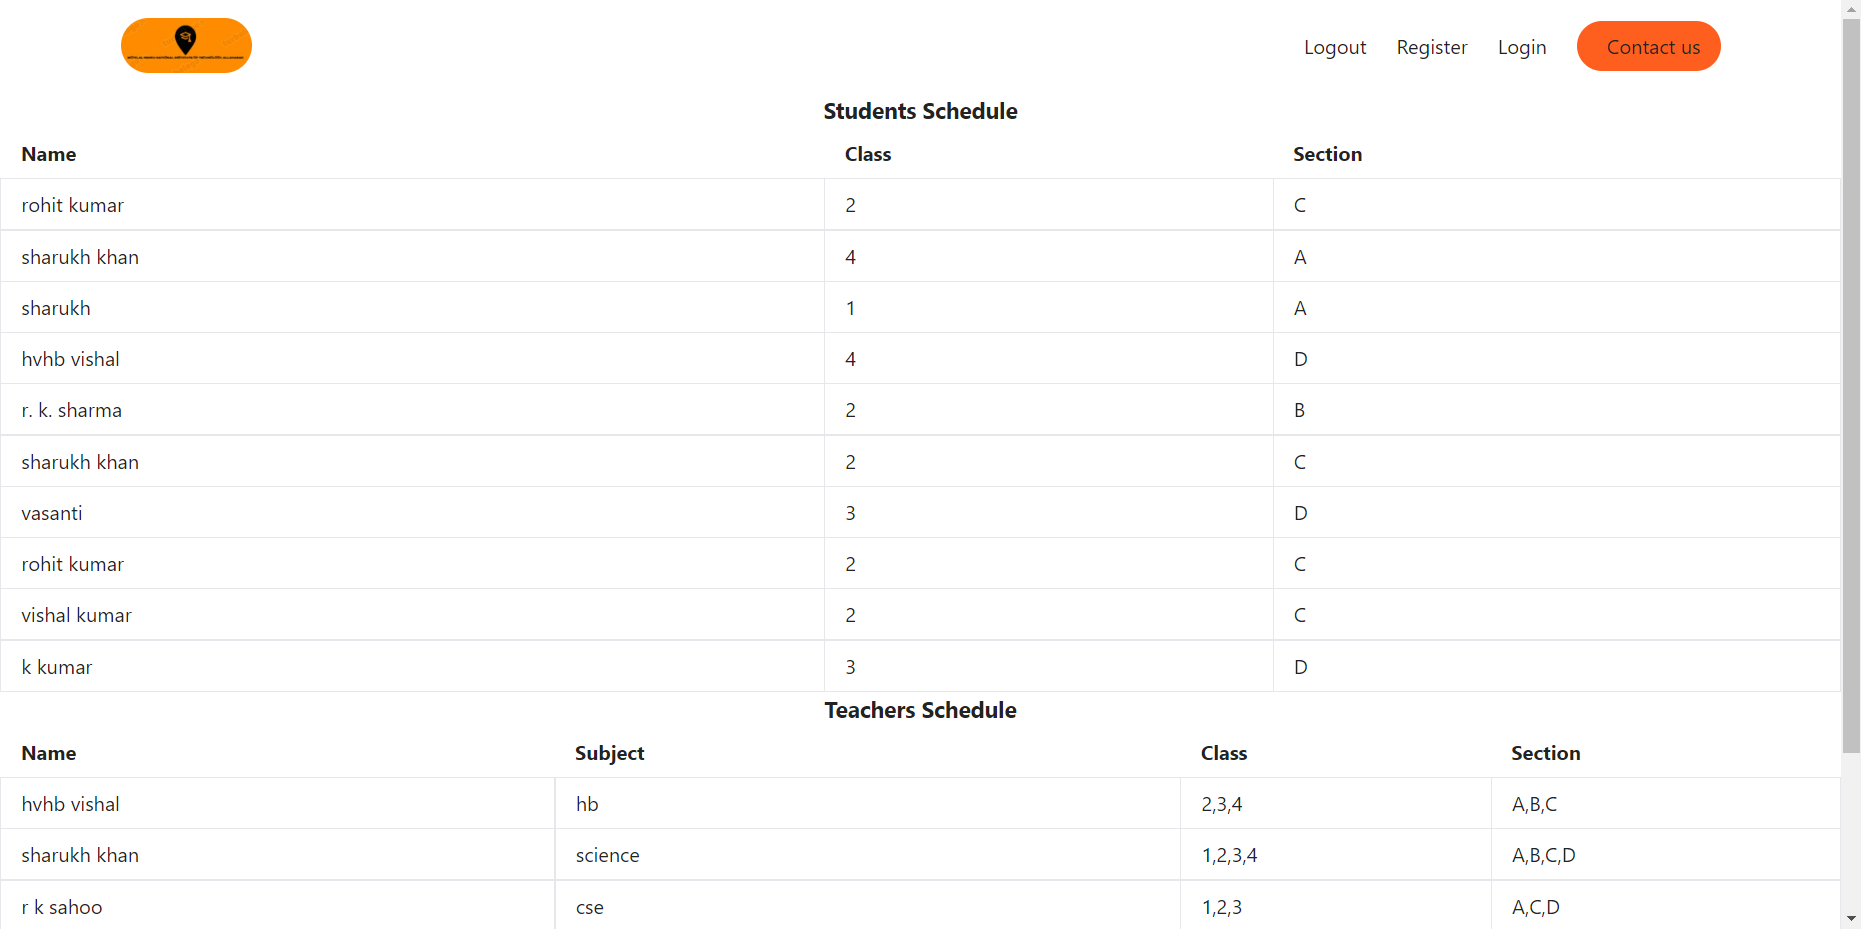 Logout Register Login Contact us
Students Schedule
Name Class Section
rohit kumar 2 C
sharukh khan 4 A
sharukh 1 A
hvhb vishal 4 D
r. k. sharma 2 B
sharukh khan 2 C
vasanti 3 D
rohit kumar 2 C
vishal kumar 2 C
k kumar 3 D
Teachers Schedule
Name Subject Class Section
hvhb vishal hb 2,3,4 A,B,C
sharukh khan science 1,2,3,4 A,B,C,D
r k sahoo cse 1,2,3 A,C,D